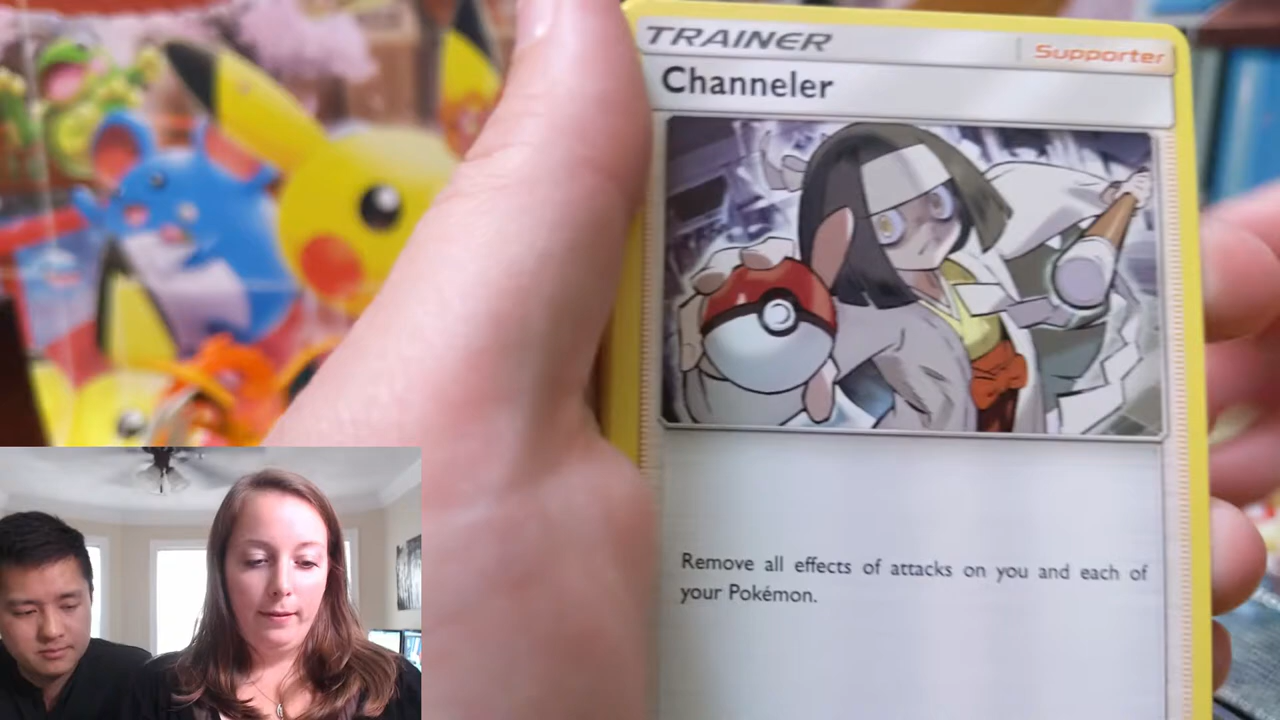 TRAINER
Supporter
Channeler
Remove all effects of attacks on you and each of
your Pokémon.